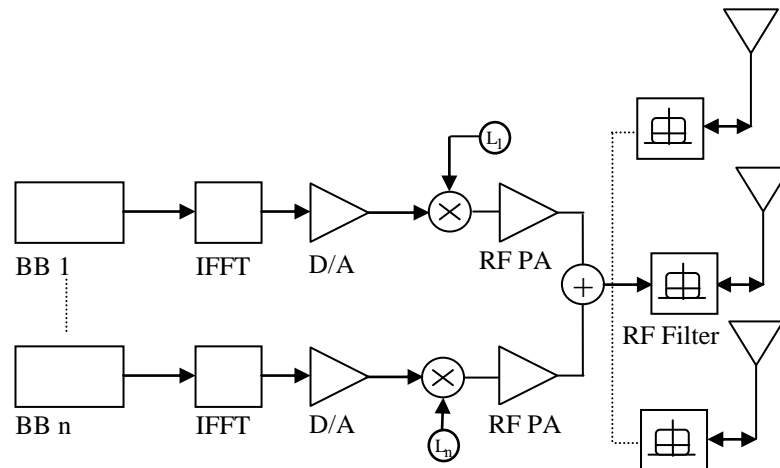 L1
BB 1
IFFT
D/A
RF PA
+
RF Filter
BB n
IFFT
D/A
RF PA
Ln